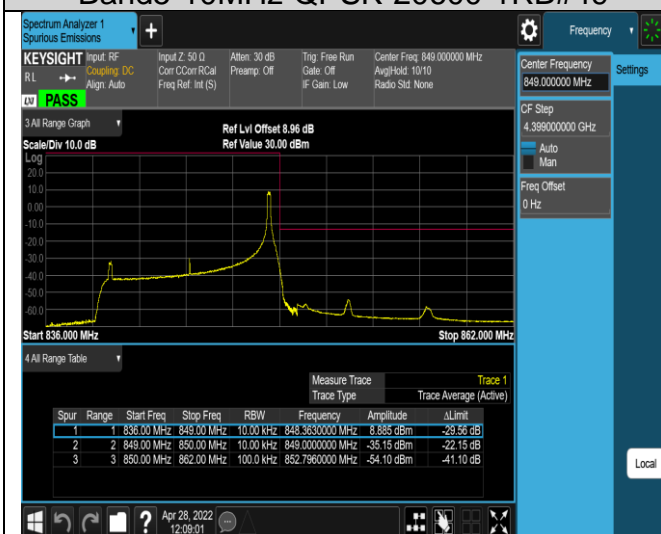 Band5-10MHz-QPSK-20600-1RB#49
Spectrum Analyzer 1
Spurious Emissions
+
Frequency
KEYSIGHT
Input: RF
Coupling: DC
Align: Auto
Input Z: 50 Ω
Corr CCorr RCal
Freq Ref: Int (S)
Atten: 30 dB
Preamp: Off
Trig: Free Run
Gate: Off
IF Gain: Low
Center Freq: 849.000000 MHz
Avg|Hold: 10/10
Radio Std: None
RL
LXI
PASS
Center Frequency
849.000000 MHz
Settings
CF Step
4.399000000 GHz
Auto
Man
Freq Offset
0 Hz
3 All Range Graph
Scale/Div 10.0 dB
Ref Lvl Offset 8.96 dB
Ref Value 30.00 dBm
Log
20.0
10.0
0.00
-10.0
-20.0
-30.0
-40.0
-50.0
-60.0
Start 836.000 MHz
Stop 862.000 MHz
4 All Range Table
Measure Trace Trace 1
Trace Type Trace Average (Active)
Spur Range Start Freq Stop Freq RBW Frequency Amplitude ΔLimit
1 1 836.00 MHz 849.00 MHz 10.00 kHz 848.3630000 MHz 8.885 dBm -29.56 dB
2 2 849.00 MHz 850.00 MHz 10.00 kHz 849.0000000 MHz -35.15 dBm -22.15 dB
3 3 850.00 MHz 862.00 MHz 100.0 kHz 852.7960000 MHz -54.10 dBm -41.10 dB
Local
?
Apr 28, 2022
12:09:01